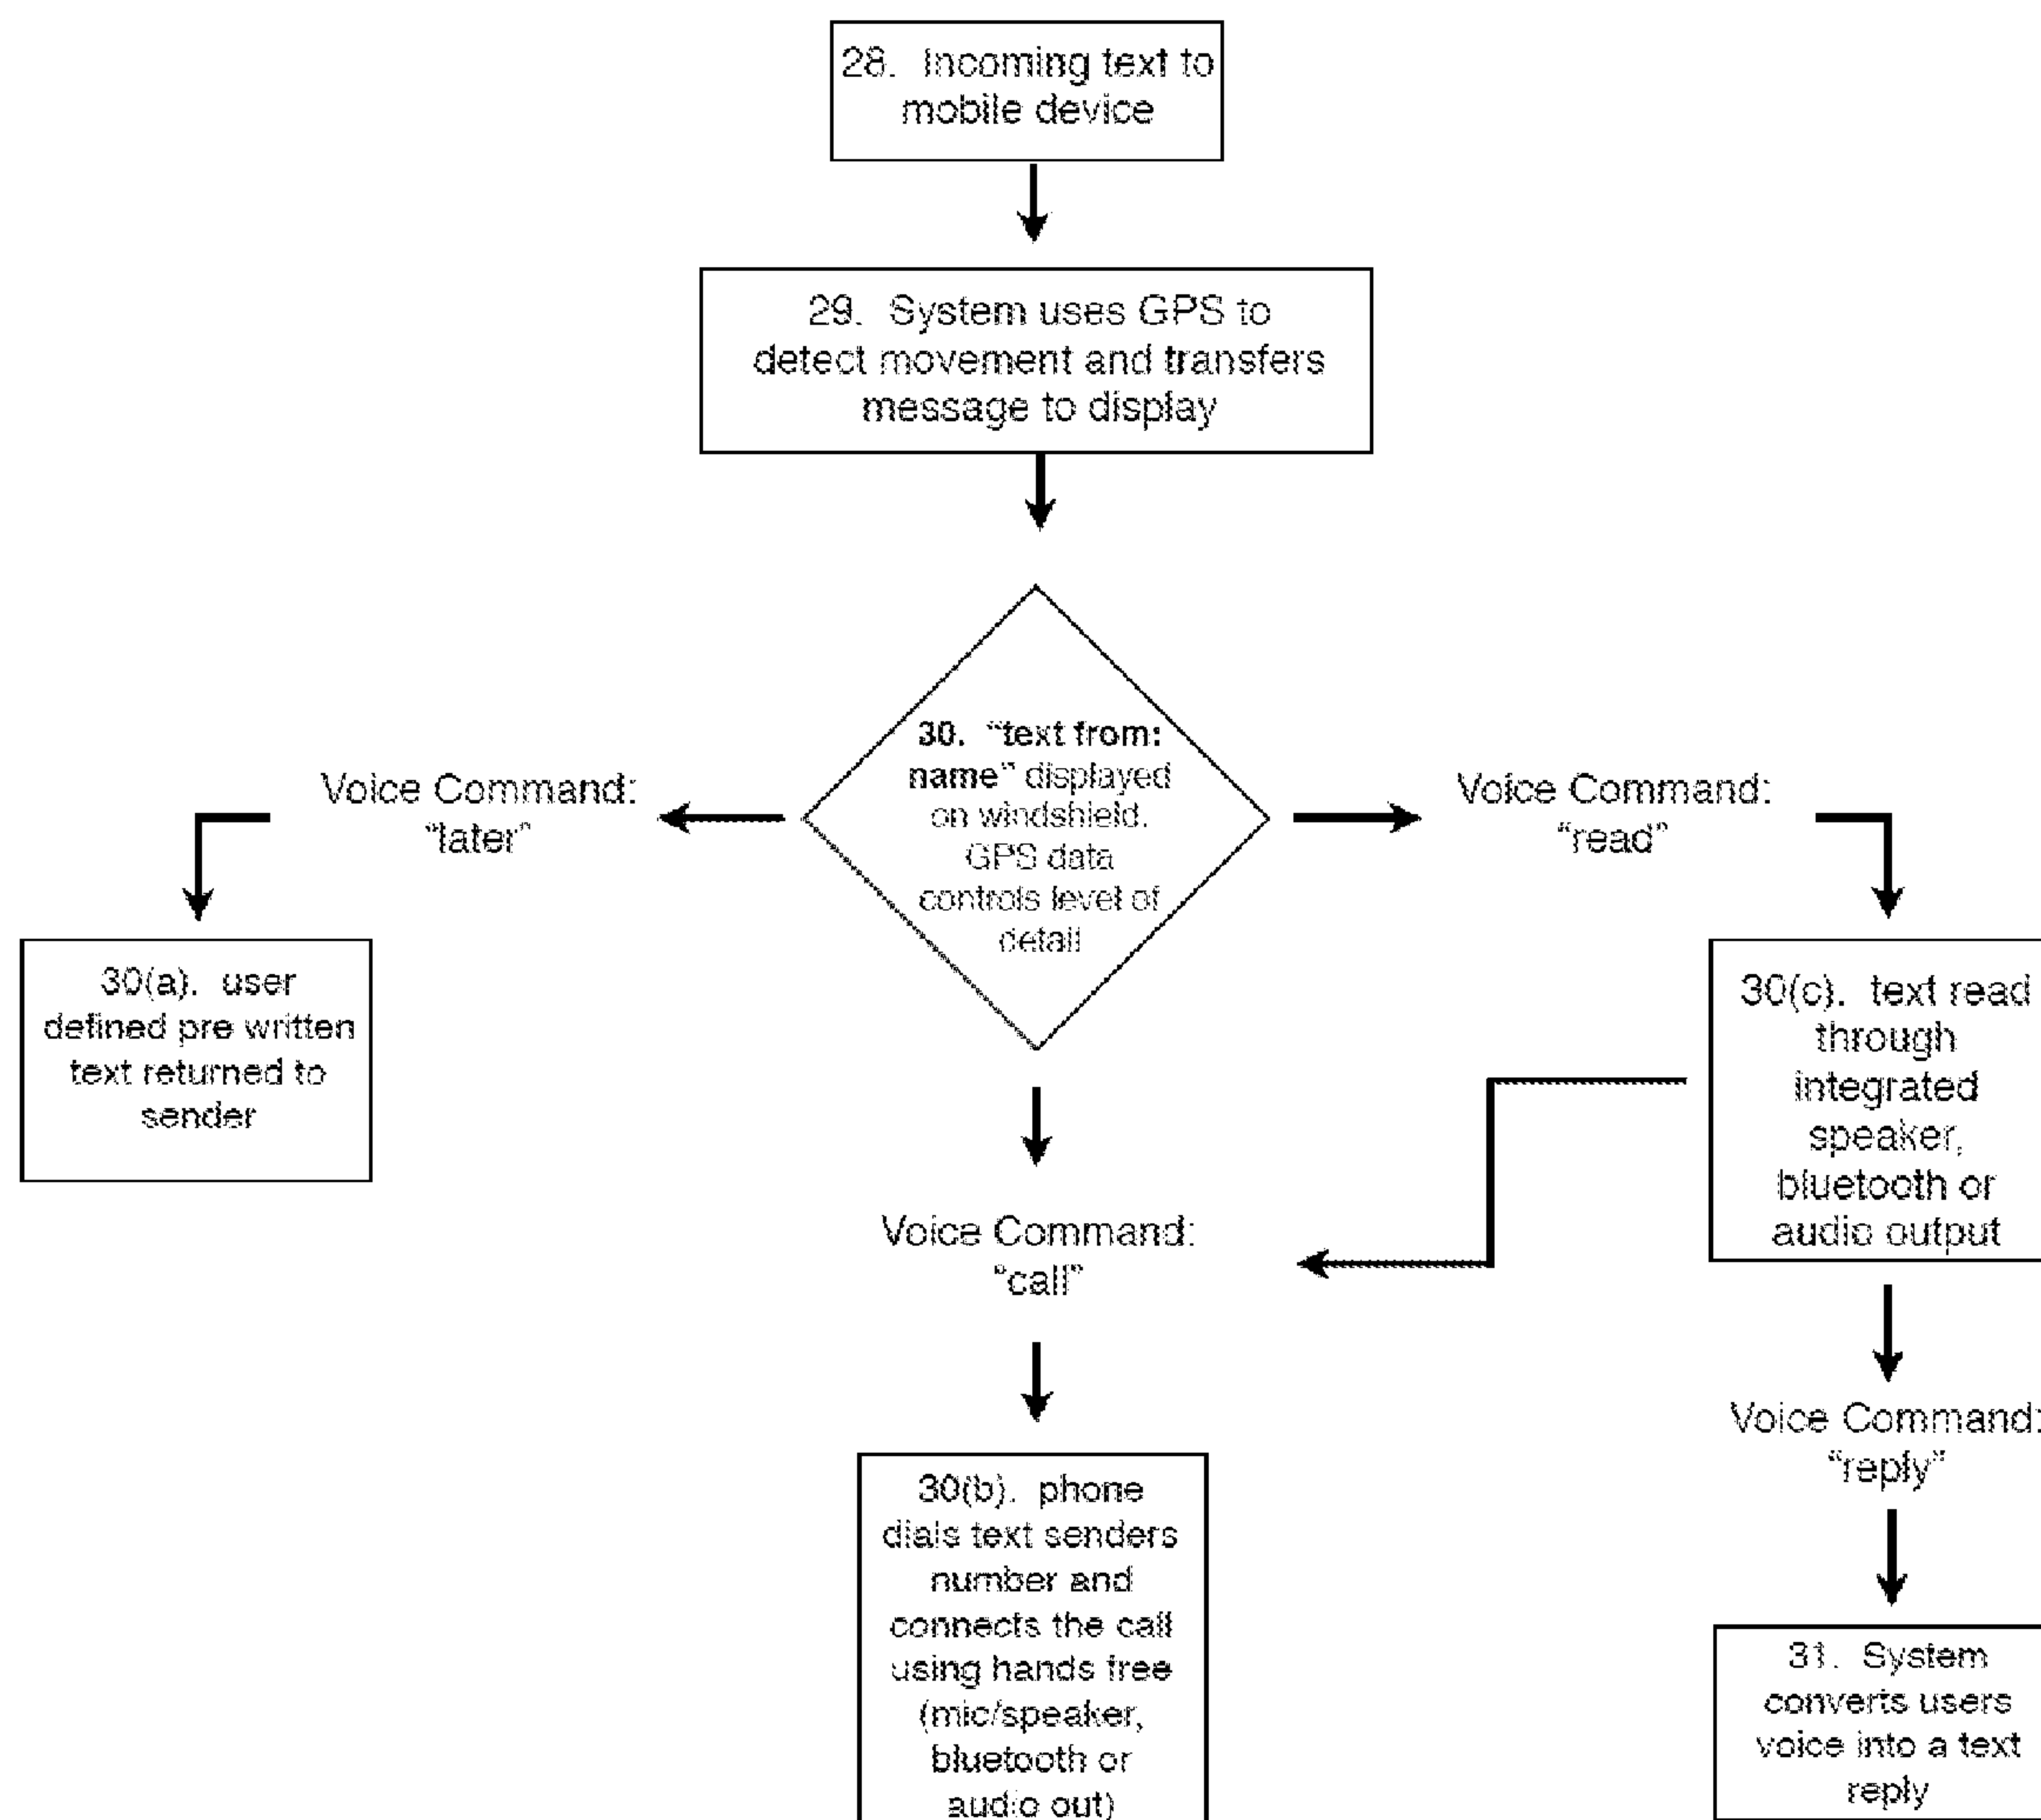 28. Incoming text to
mobile device
29. System uses GPS to
detect movement and transfers
message to display
30. "text from:
name" displayed
on windshield.
GPS data
controls level of
detail
Voice Command:
"later"
Voice Command:
"read"
30(a). user
defined pre written
text returned to
sender
30(c). text read
through
integrated
speaker,
bluetooth or
audio output
Voice Command:
"call"
Voice Command:
"reply"
30(b). phone
dials text senders
number and
connects the call
using hands free
(mic/speaker,
bluetooth or
audio out)
31. System
converts users
voice into a text
reply